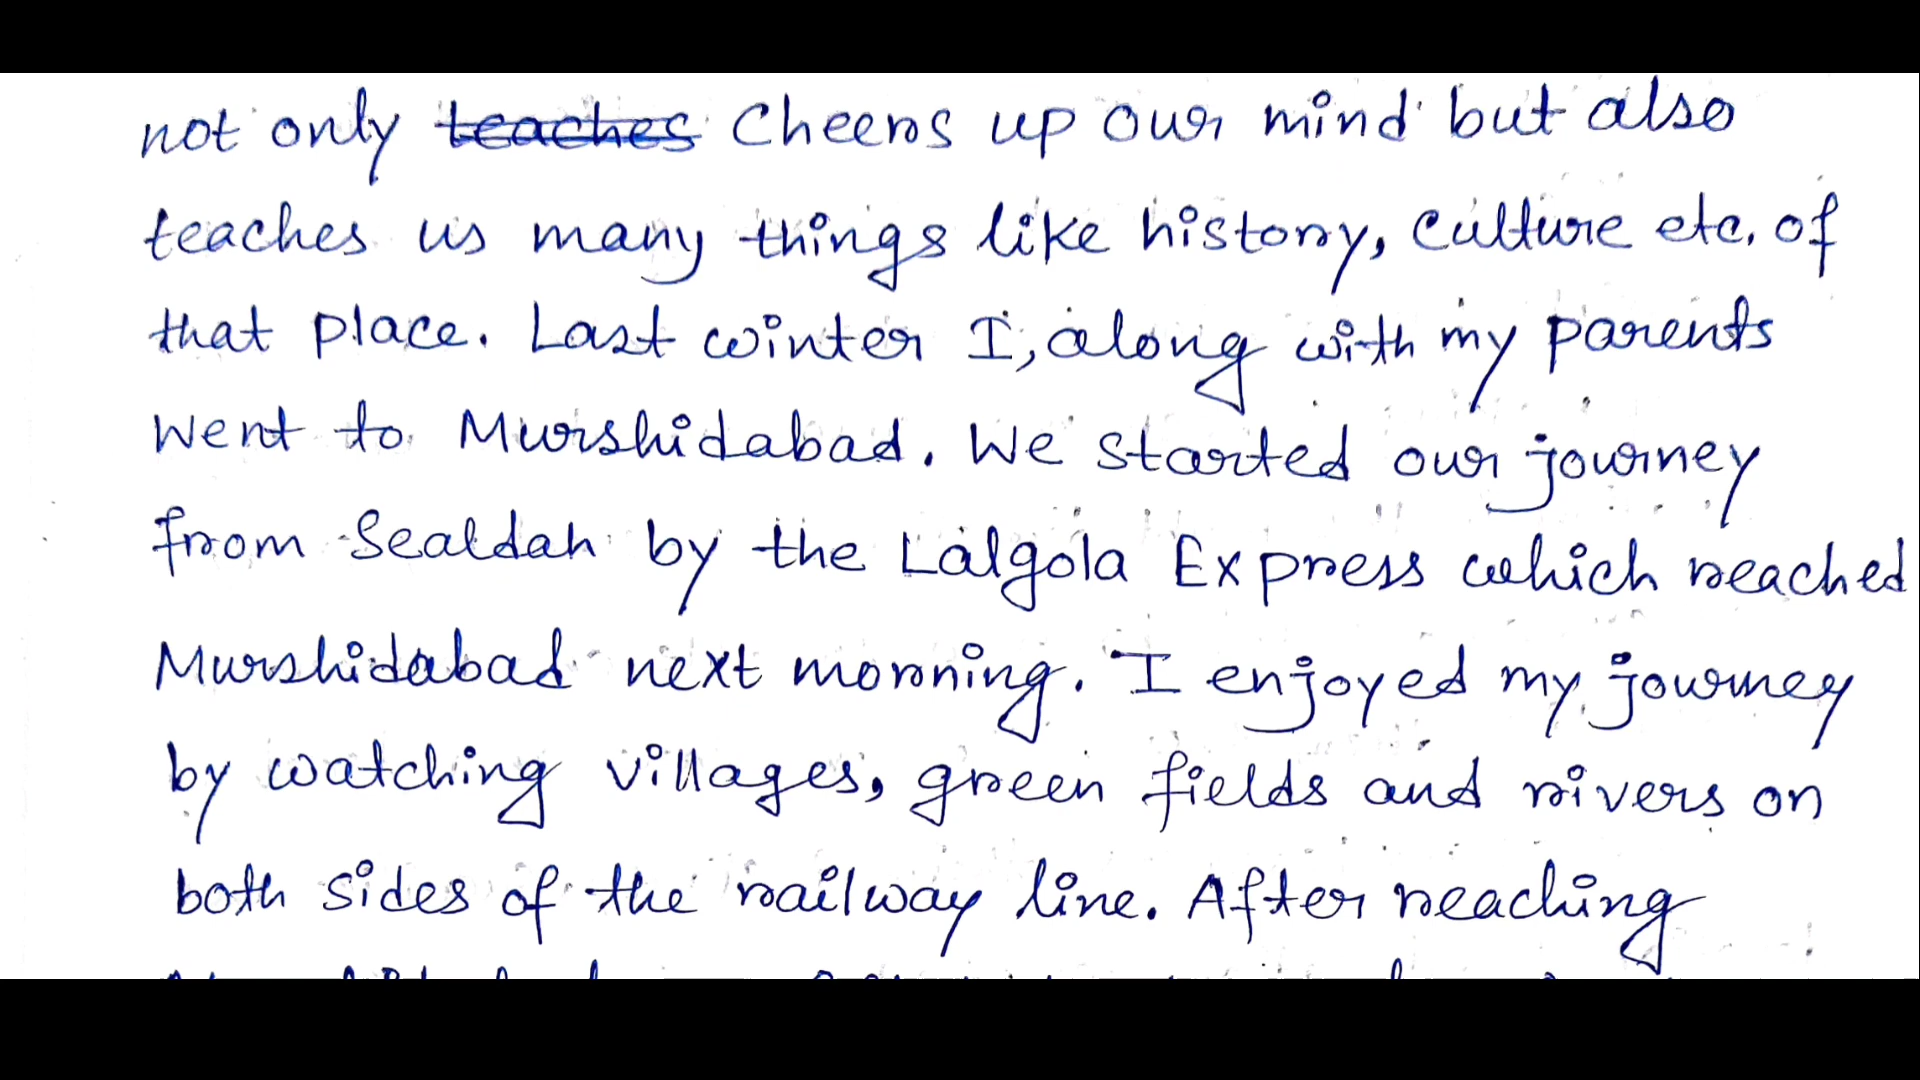 not only teaches Cheers up our mind but also
teaches us many things like history, Culture etc. of
that place. Last winter I, along with my parents
went to Murshidabad. We started our journey
from Sealdah by the Lalgola Express which reached
Murshidabad next morning. I enjoyed my journey
by watching villages, green fields and rivers on
both sides of the railway line. After reaching